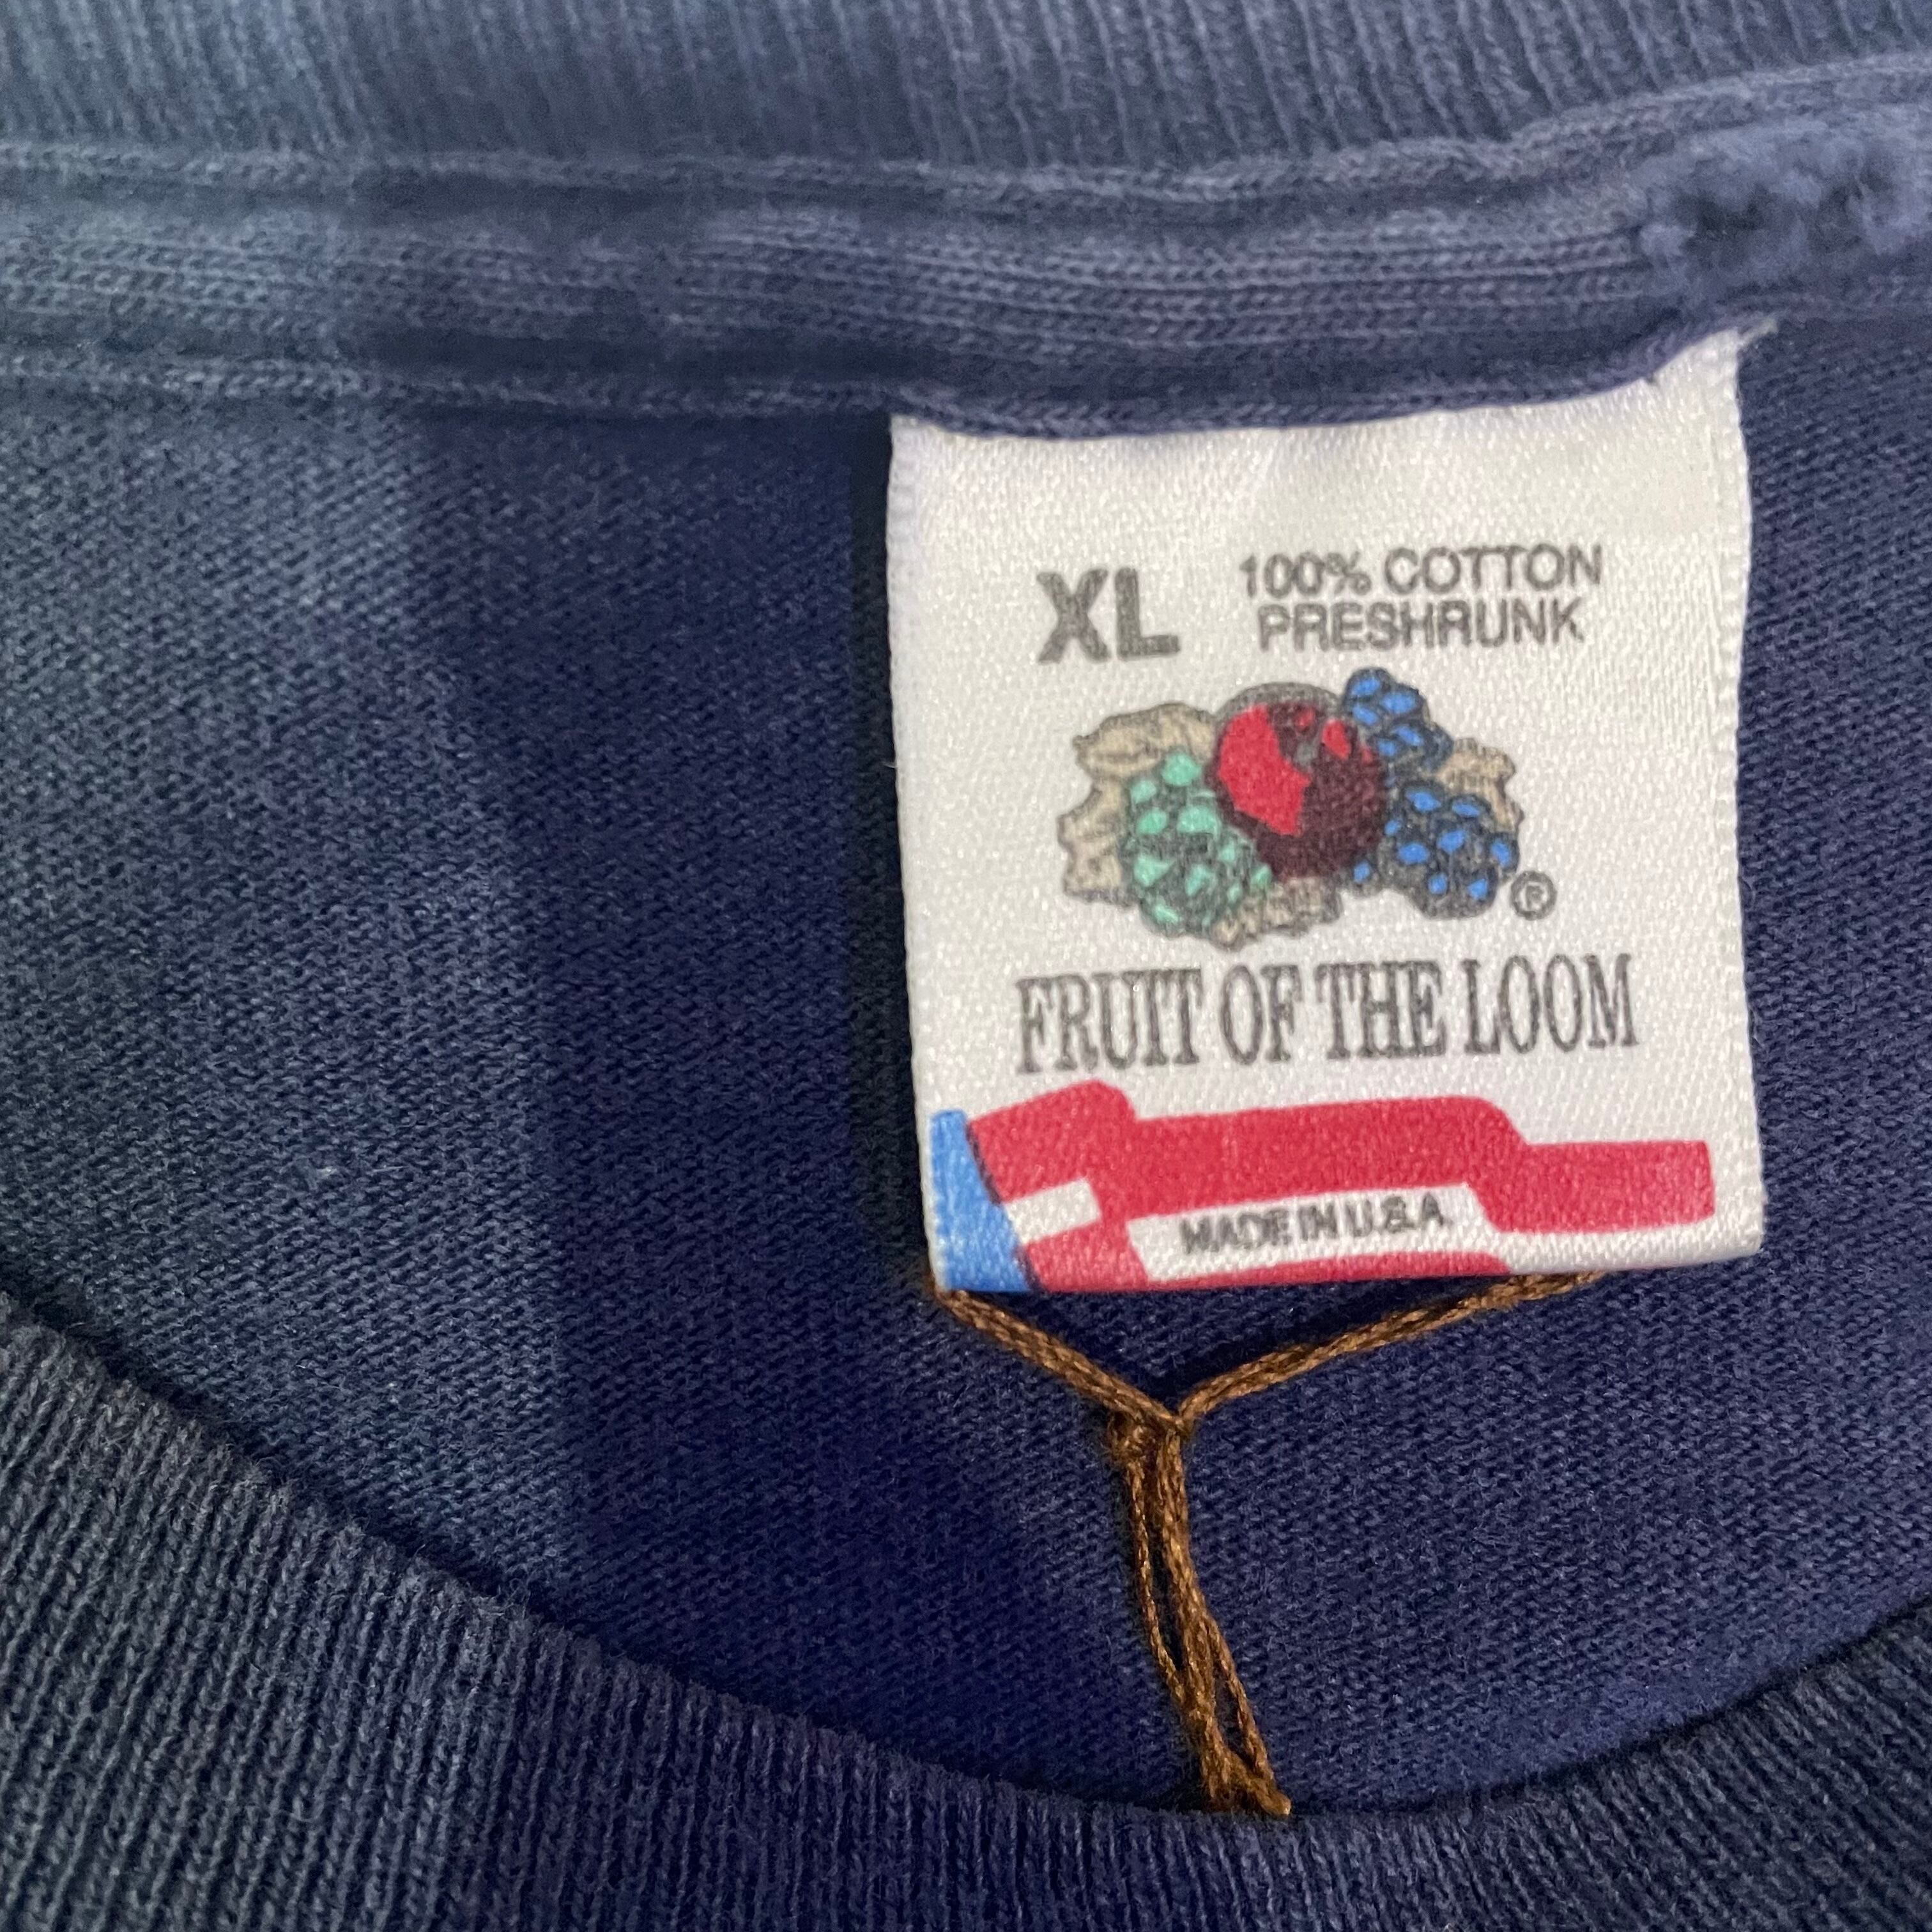 XL
100% COTTON
PRESHRUNK
®
FRUIT OF THE LOOM
MADE IN U.S.A.